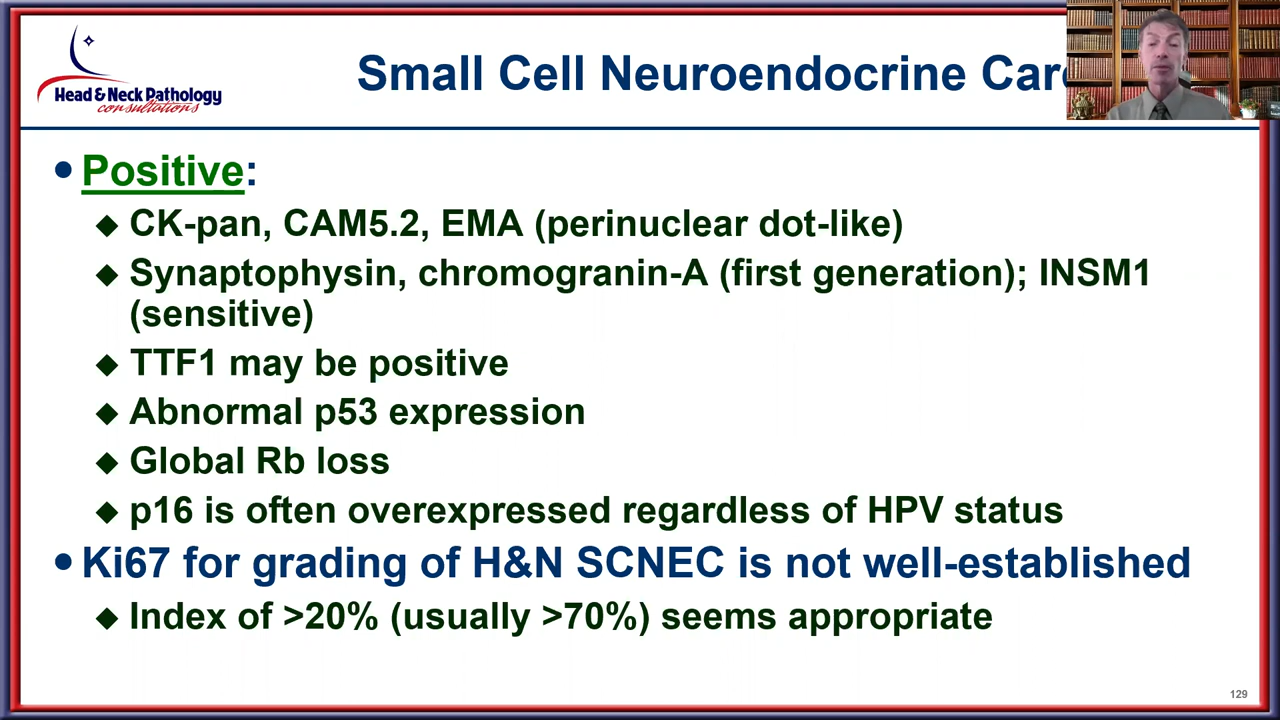 Head & Neck Pathology
consultations
Small Cell Neuroendocrine
• Positive:
◆ CK-pan, CAM5.2, EMA (perinuclear dot-like)
◆ Synaptophysin, chromogranin-A (first generation); INSM1
(sensitive)
◆ TTF1 may be positive
◆ Abnormal p53 expression
◆ Global Rb loss
◆ p16 is often overexpressed regardless of HPV status
• Ki67 for grading of H&N SCNEC is not well-established
◆ Index of >20% (usually >70%) seems appropriate
129